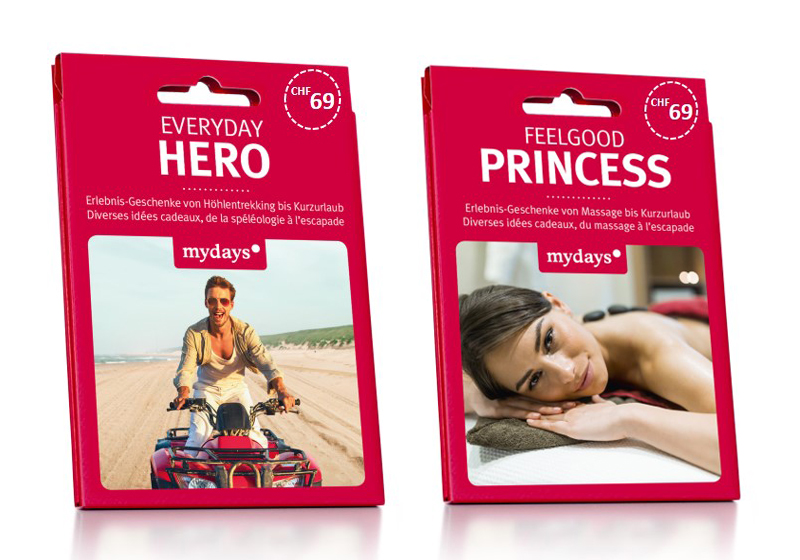 CHF 69
EVERYDAY
HERO
Erlebnis-Geschenke von Höhlentrekking bis Kurzurlaub
Diverses idées cadeaux, de la spéléologie à l'escapade
mydays
CHF 69
FEELGOOD
PRINCESS
Erlebnis-Geschenke von Massage bis Kurzurlaub
Diverses idées cadeaux, du massage à l'escapade
mydays